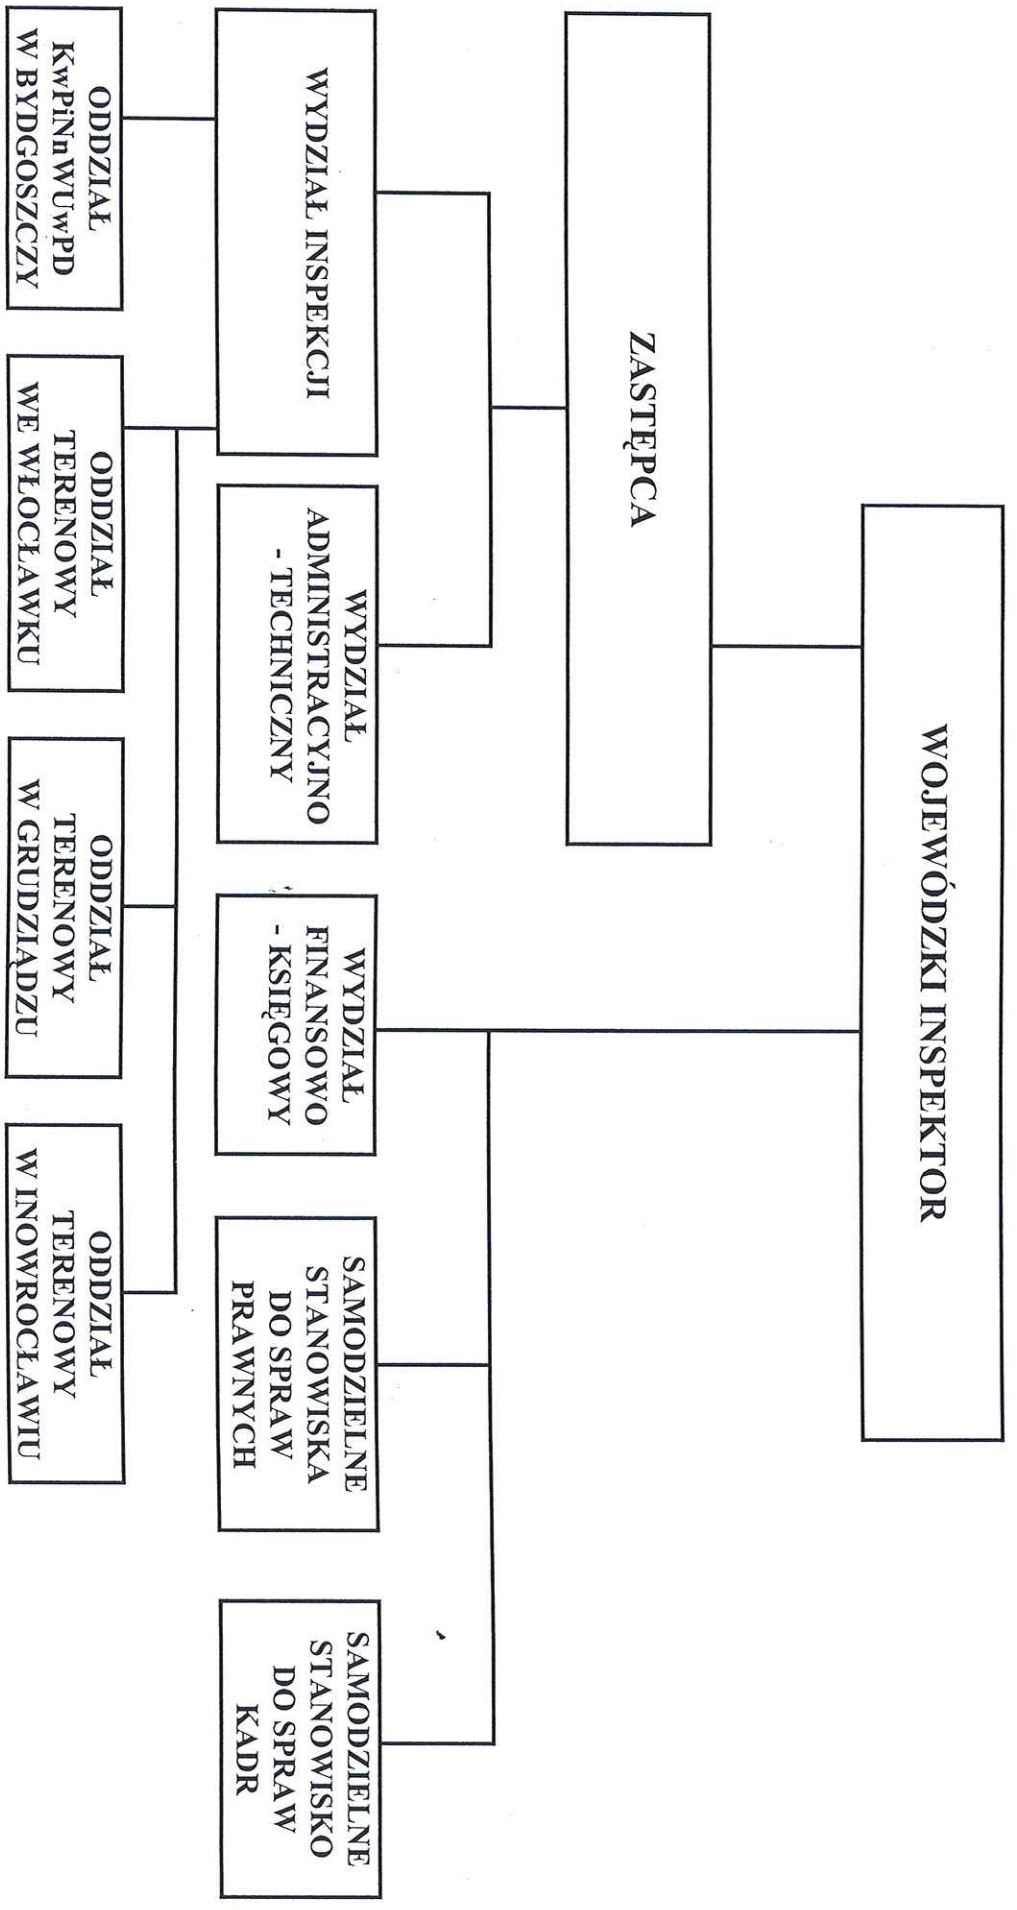 WOJEWÓDZKI INSPEKTOR
ZASTĘPCA
WYDZIAŁ INSPEKCJI
WYDZIAŁ
ADMINISTRACYJNO
- TECHNICZNY
WYDZIAŁ
FINANSOWO
- KSIĘGOWY
SAMODZIELNE
STANOWISKA
DO SPRAW
PRAWNYCH
SAMODZIELNE
STANOWISKO
DO SPRAW
KADR
ODDZIAŁ
KwPiNnWUwPD
W BYDGOSZCZY
ODDZIAŁ
TERENOWY
WE WŁOCŁAWKU
ODDZIAŁ
TERENOWY
W GRUDZIĄDZU
ODDZIAŁ
TERENOWY
W INOWROCŁAWIU